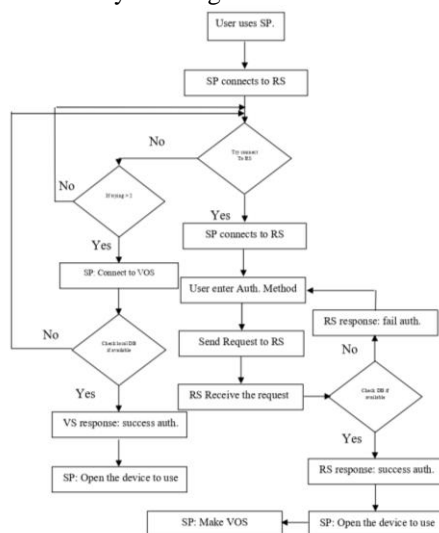 User uses SP.
SP connects to RS
No
Try connect
To RS
No
If trying > 2
Yes
Yes
SP connects to RS
SP: Connect to VOS
User enter Auth. Method
RS response: fail auth.
No
Check local DB
if available
Send Request to RS
No
Yes
RS Receive the request
Check DB if
available
VS response: success auth.
Yes
RS response: success auth.
SP: Open the device to use
SP: Make VOS
SP: Open the device to use